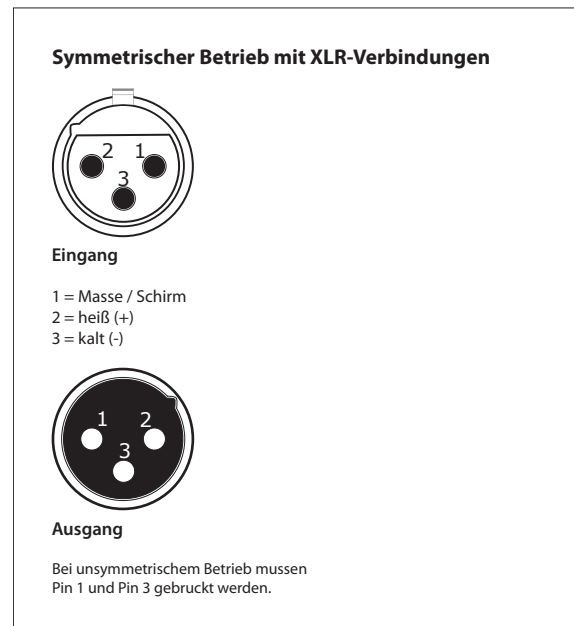 Symmetrischer Betrieb mit XLR-Verbindungen
2 1
3
Eingang
1 = Masse / Schirm
2 = heiß (+)
3 = kalt (-)
1 2
3
Ausgang
Bei unsymmetrischem Betrieb mussen
Pin 1 und Pin 3 gebruckt werden.